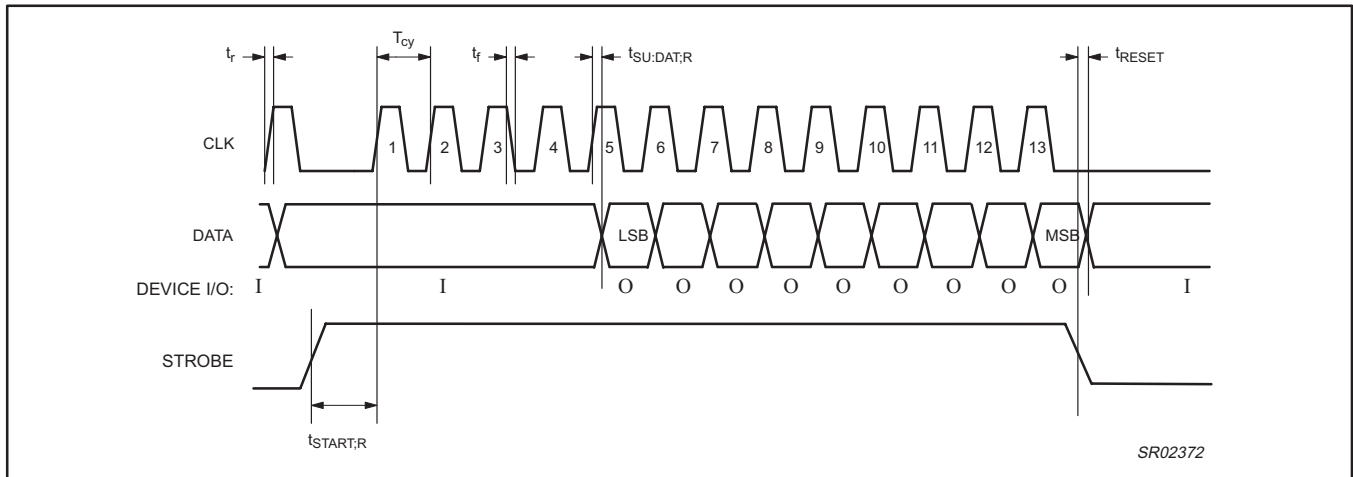 tr
Tcy
tf
tSU:DAT;R
tRESET
CLK
1 2 3 4 5 6 7 8 9 10 11 12 13
DATA
LSB
MSB
DEVICE I/O: I I O O O O O O O O O I
STROBE
tSTART;R
SR02372